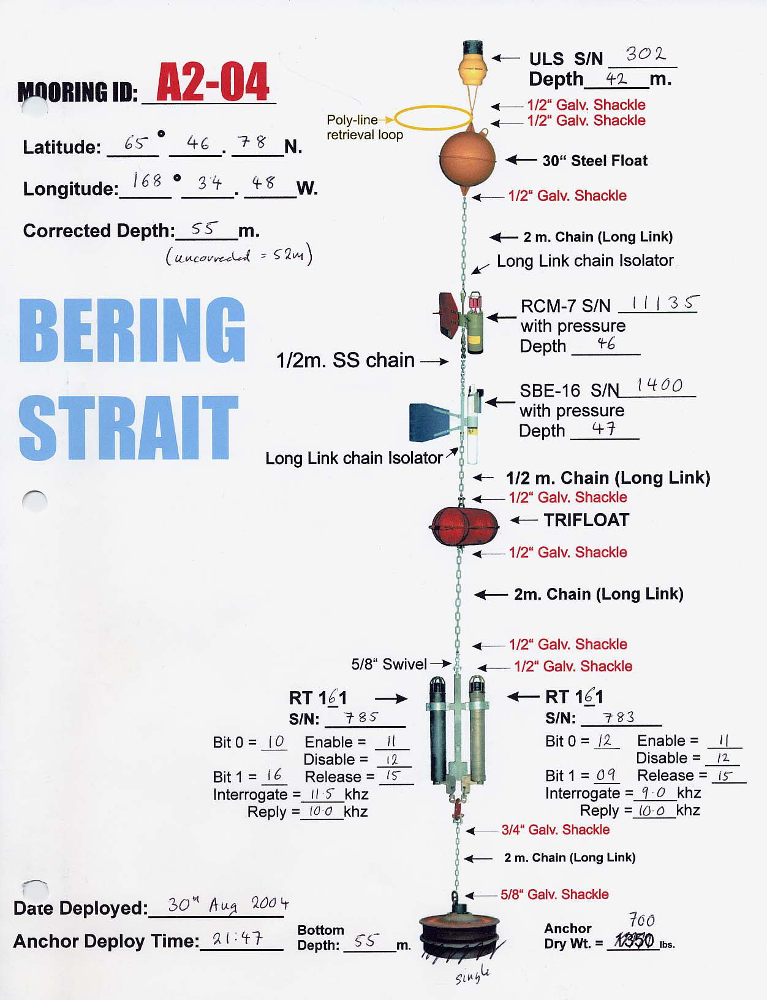 MOORING ID: A2-04
Latitude: 65 ° 46 . 78 N.
Longitude: 168 ° 34 . 48 W.
Corrected Depth: 55 m.
(uncorrected = 52m)
BERING
STRAIT
ULS S/N 302
Depth 42 m.
1/2“ Galv. Shackle
1/2“ Galv. Shackle
Poly-line
retrieval loop
30“ Steel Float
1/2“ Galv. Shackle
2 m. Chain (Long Link)
Long Link chain Isolator
RCM-7 S/N 11135
with pressure
Depth 46
1/2m. SS chain
SBE-16 S/N 1400
with pressure
Depth 47
Long Link chain Isolator
1/2 m. Chain (Long Link)
1/2“ Galv. Shackle
TRIFLOAT
1/2“ Galv. Shackle
2m. Chain (Long Link)
1/2“ Galv. Shackle
5/8“ Swivel
1/2“ Galv. Shackle
RT 161
S/N: 785
Bit 0 = 10 Enable = 11
Disable = 12
Bit 1 = 16 Release = 15
Interrogate = 11.5 khz
Reply = 10.0 khz
RT 161
S/N: 783
Bit 0 = 12 Enable = 11
Disable = 12
Bit 1 = 09 Release = 15
Interrogate = 9.0 khz
Reply = 10.0 khz
3/4“ Galv. Shackle
2 m. Chain (Long Link)
5/8“ Galv. Shackle
Date Deployed: 30th Aug 2004
Anchor Deploy Time: 21:47
Bottom
Depth: 55 m.
single
Anchor 700
Dry Wt. = 1350 lbs.